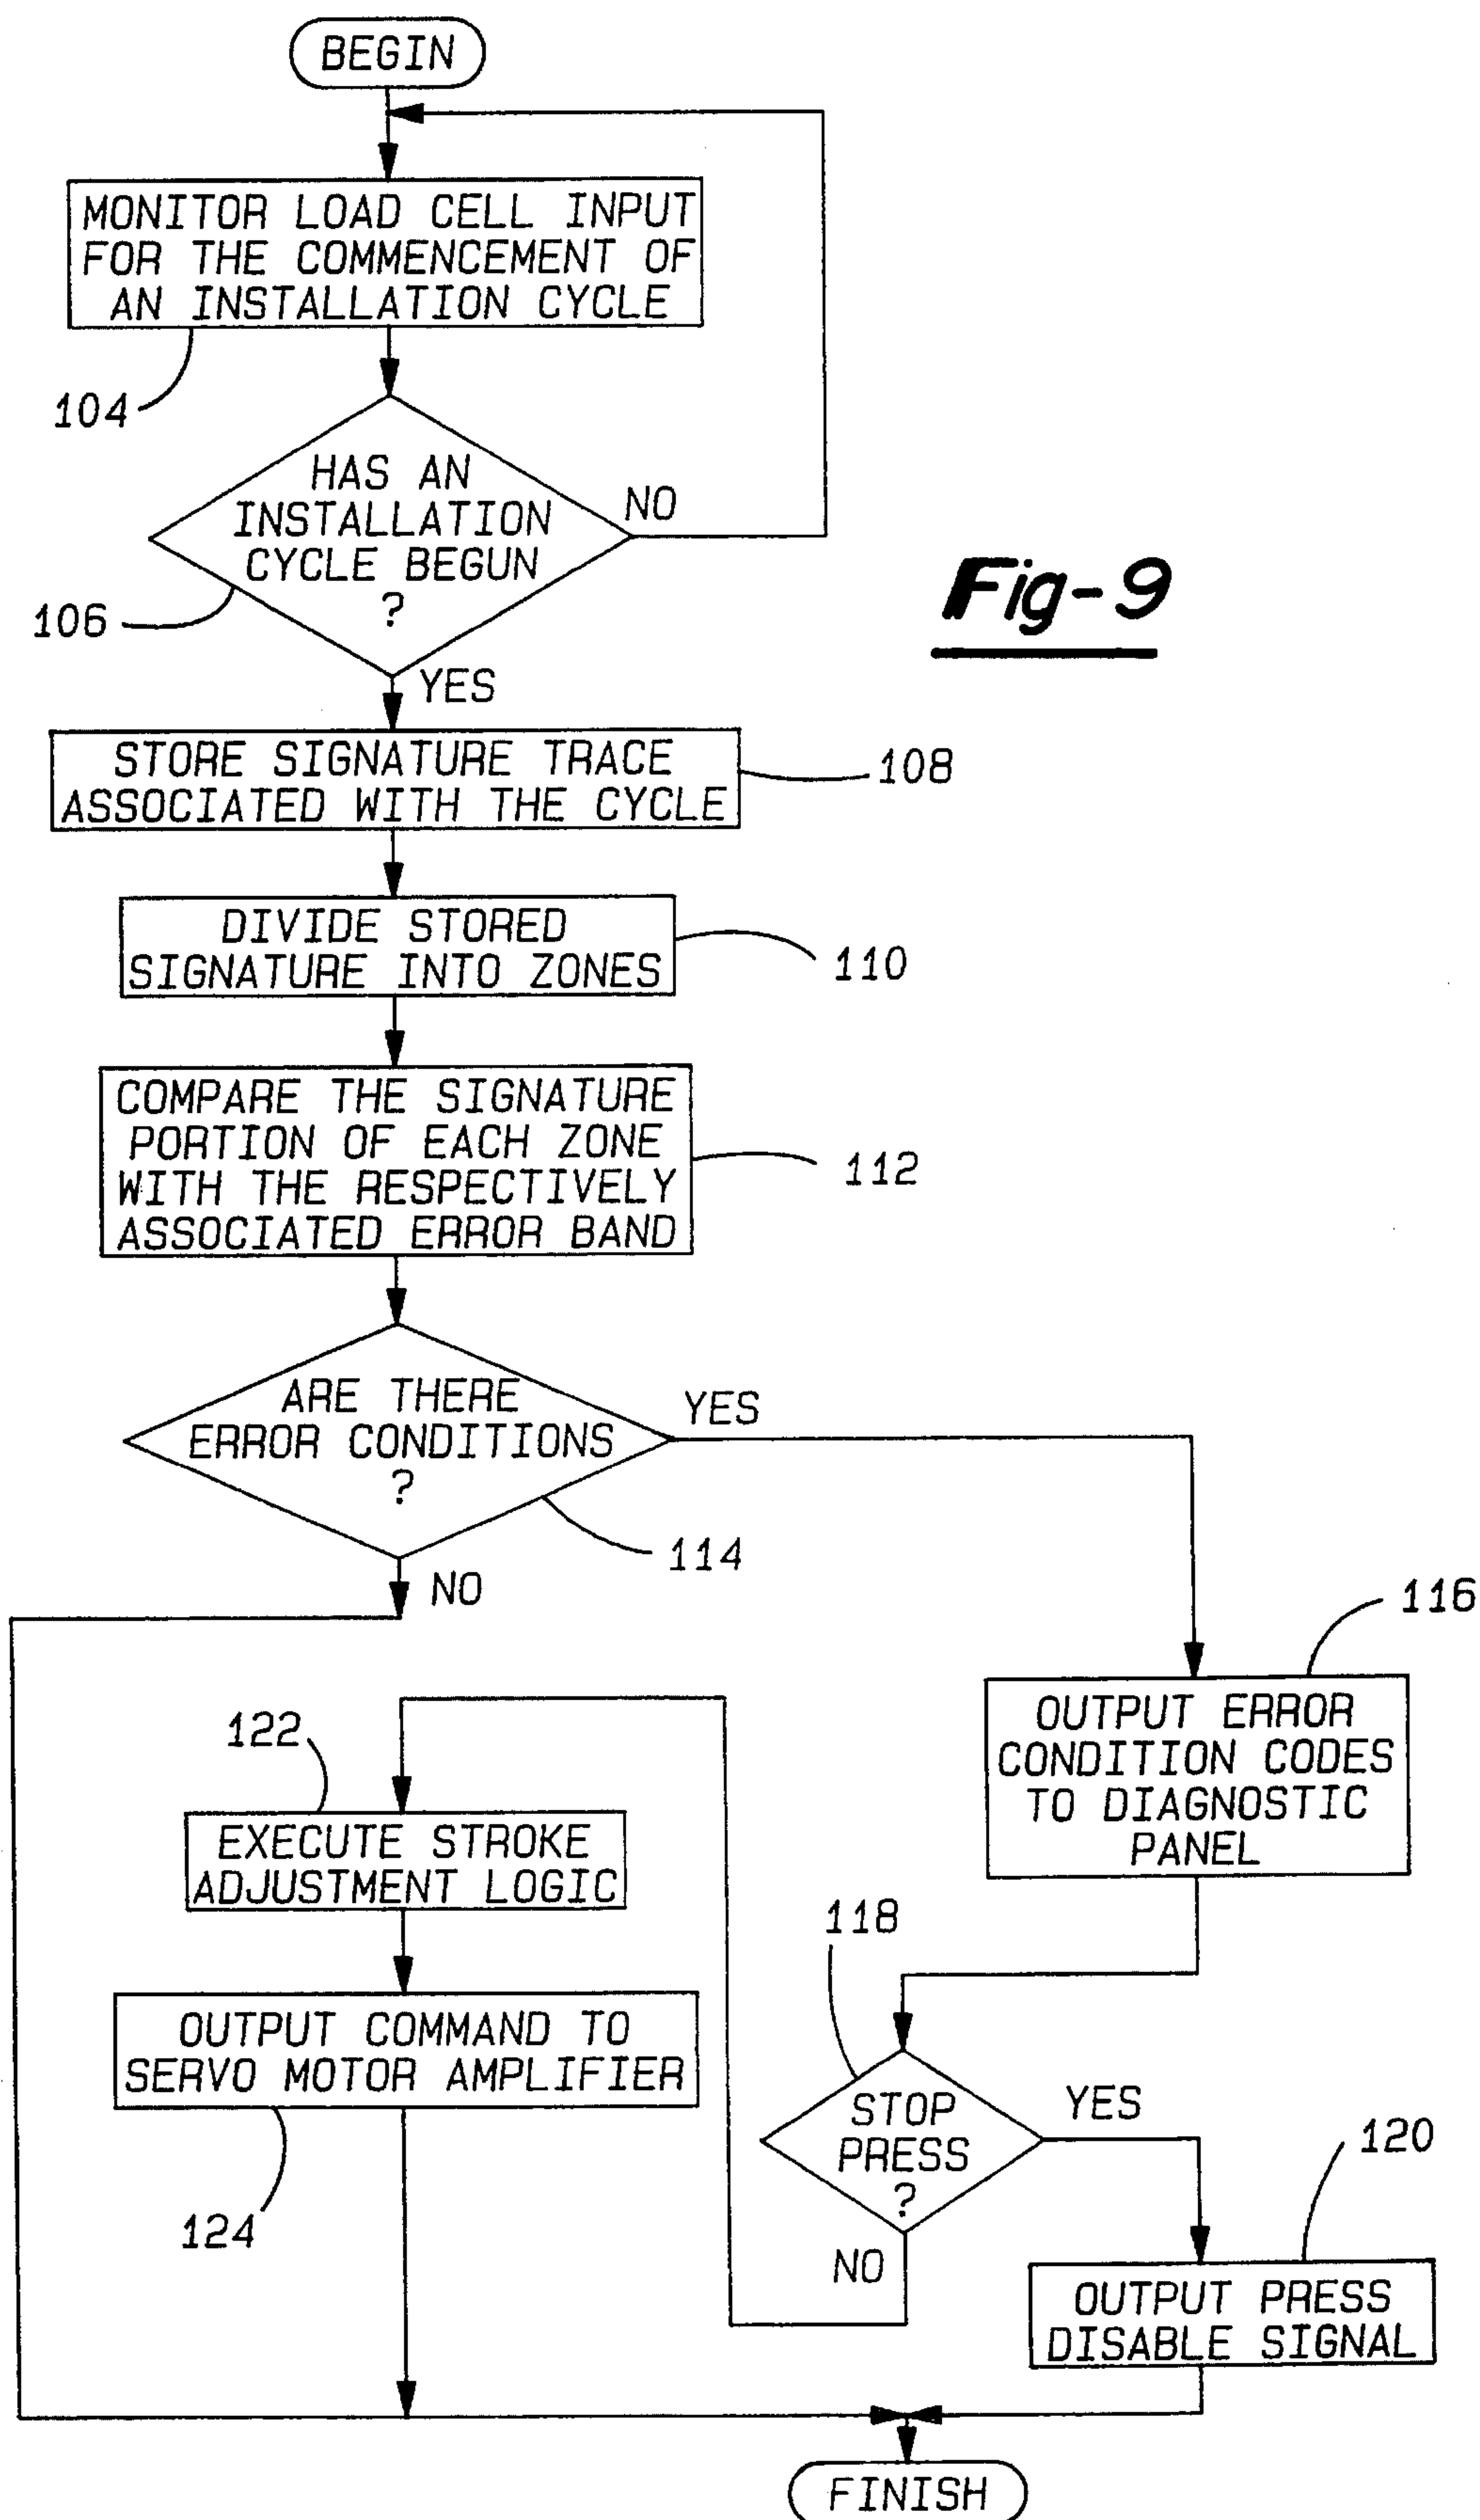 BEGIN
MONITOR LOAD CELL INPUT
FOR THE COMMENCEMENT OF
AN INSTALLATION CYCLE
104
HAS AN
INSTALLATION
CYCLE BEGUN
?
NO
106
Fig-9
YES
STORE SIGNATURE TRACE
ASSOCIATED WITH THE CYCLE
108
DIVIDE STORED
SIGNATURE INTO ZONES
110
COMPARE THE SIGNATURE
PORTION OF EACH ZONE
WITH THE RESPECTIVELY
ASSOCIATED ERROR BAND
112
ARE THERE
ERROR CONDITIONS
?
YES
114
NO
116
OUTPUT ERROR
CONDITION CODES
TO DIAGNOSTIC
PANEL
122
EXECUTE STROKE
ADJUSTMENT LOGIC
118
OUTPUT COMMAND TO
SERVO MOTOR AMPLIFIER
124
STOP
PRESS
?
YES
120
NO
OUTPUT PRESS
DISABLE SIGNAL
FINISH